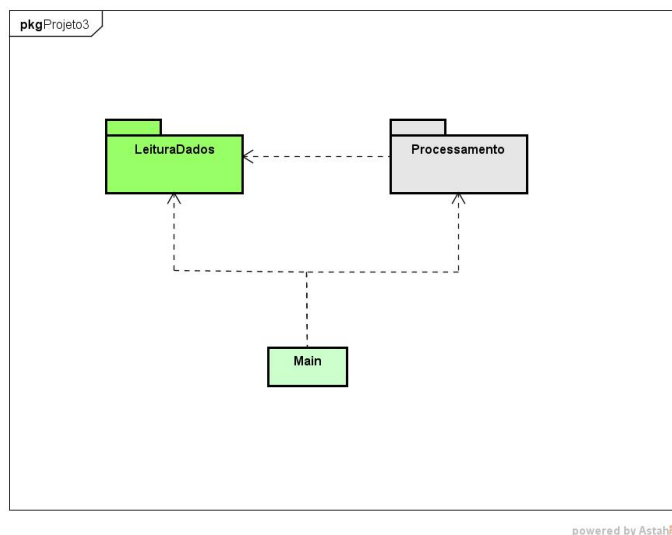 pkgProjeto3
LeituraDados
Processamento
Main
powered by Astah